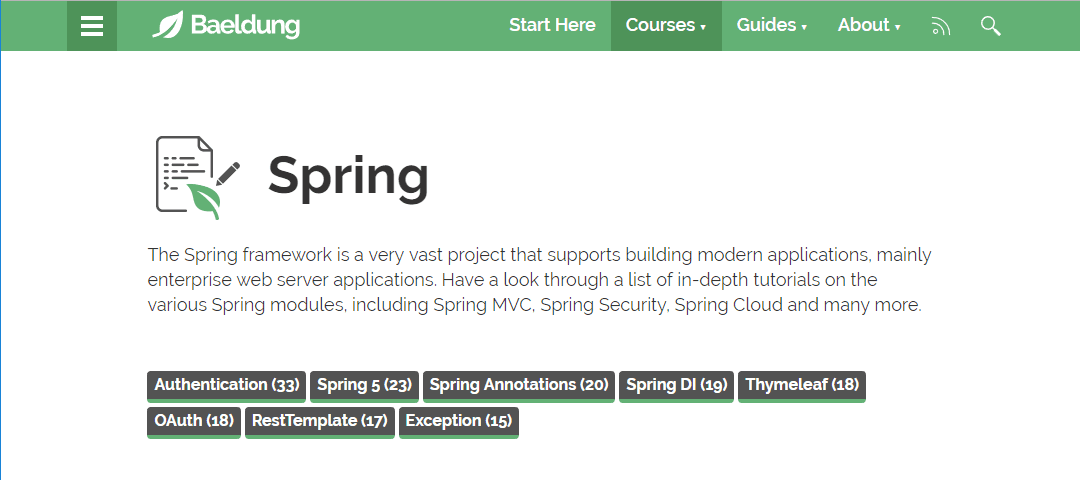 Baeldung
Start Here Courses ▾ Guides ▾ About ▾
Spring
The Spring framework is a very vast project that supports building modern applications, mainly
enterprise web server applications. Have a look through a list of in-depth tutorials on the
various Spring modules, including Spring MVC, Spring Security, Spring Cloud and many more.
Authentication (33) Spring 5 (23) Spring Annotations (20) Spring DI (19) Thymeleaf (18)
OAuth (18) RestTemplate (17) Exception (15)